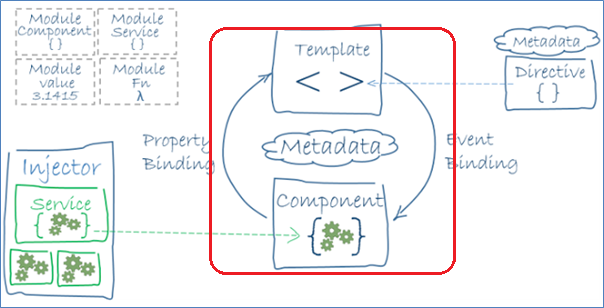 Module
Component
{ }
Module
Service
{ }
Module
value
3.1415
Module
Fn
λ
Template
< >
Metadata
Directive
{ }
Property
Binding
Metadata
Event
Binding
Injector
Service
{ }
Component
{ }